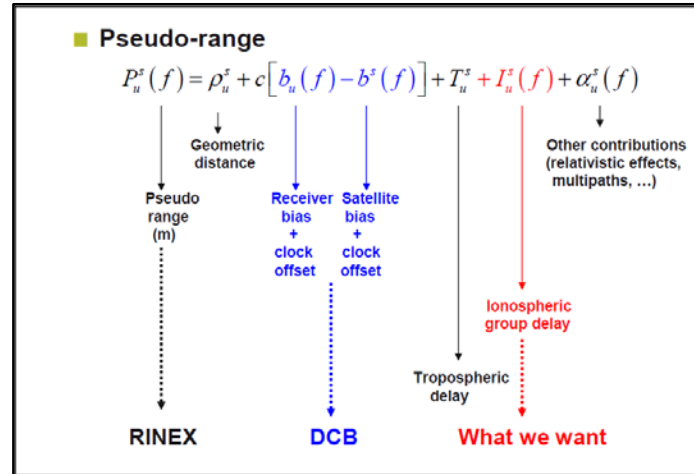 Pseudo-range
P_u^s(f) = ρ_u^s + c[b_u(f) − b^s(f)] + T_u^s + I_u^s(f) + α_u^s(f)
Geometric
distance
Other contributions
(relativistic effects,
multipaths, ...)
Pseudo
range
(m)
Receiver
bias
+
clock
offset
Satellite
bias
+
clock
offset
Ionospheric
group delay
Tropospheric
delay
RINEX
DCB
What we want